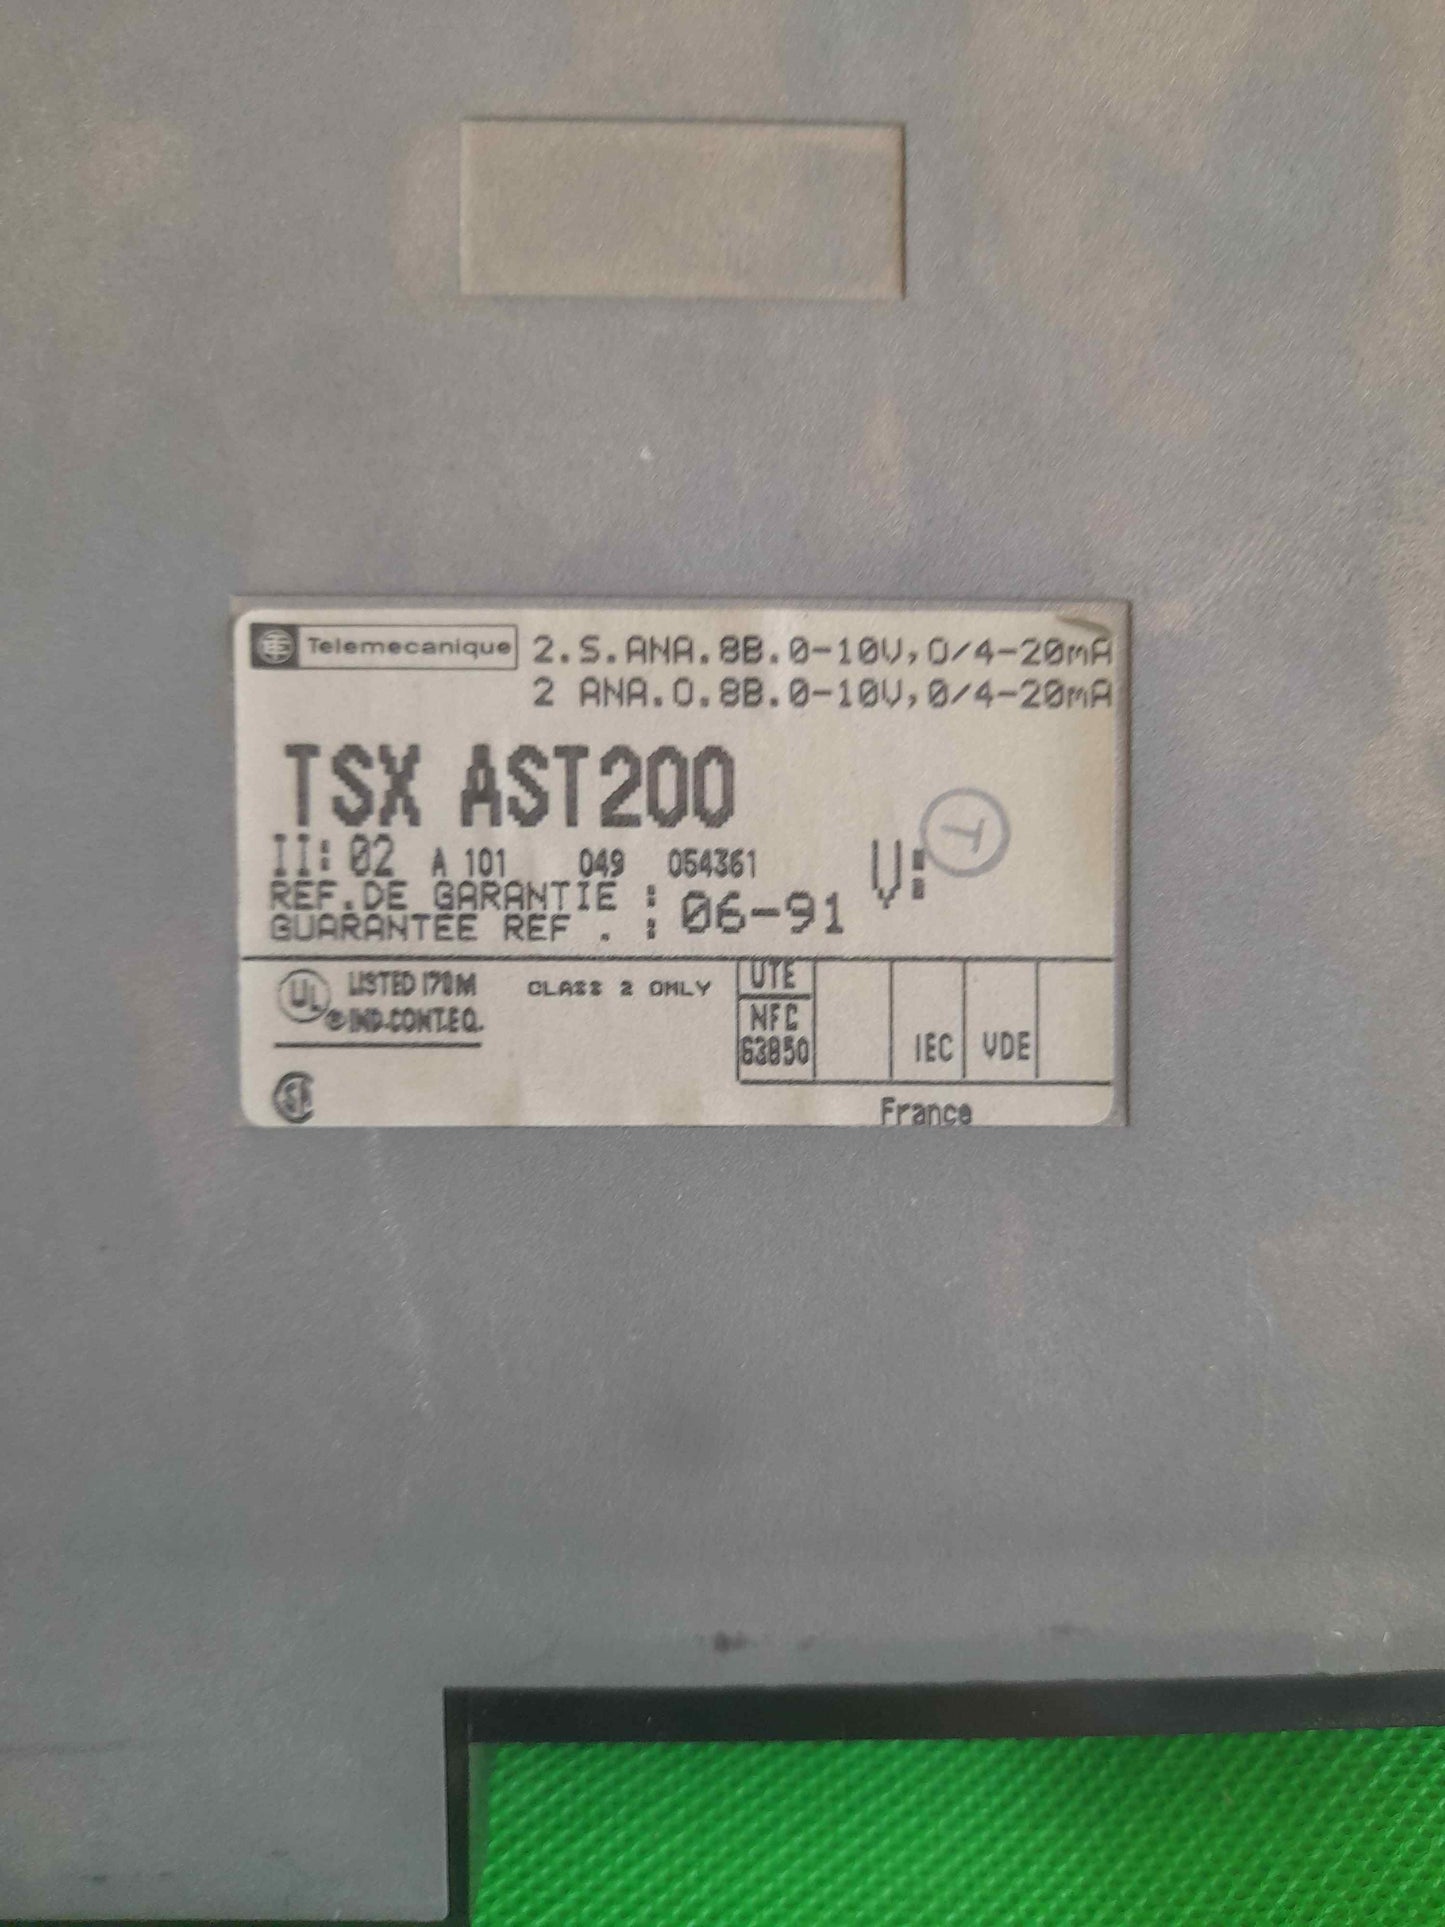 Telemecanique 2.S.ANA.8B.0-10V,0/4-20mA
2 ANA.O.8B.0-10V,0/4-20mA
TSX AST200
II: 02 A 101 049 054361 V: T
REF.DE GARANTIE :
GUARANTEE REF . : 06-91
UL LISTED 170M CLASS 2 ONLY UTE
® IND.CONT.EQ. NFC
63850 IEC VDE
SA
France